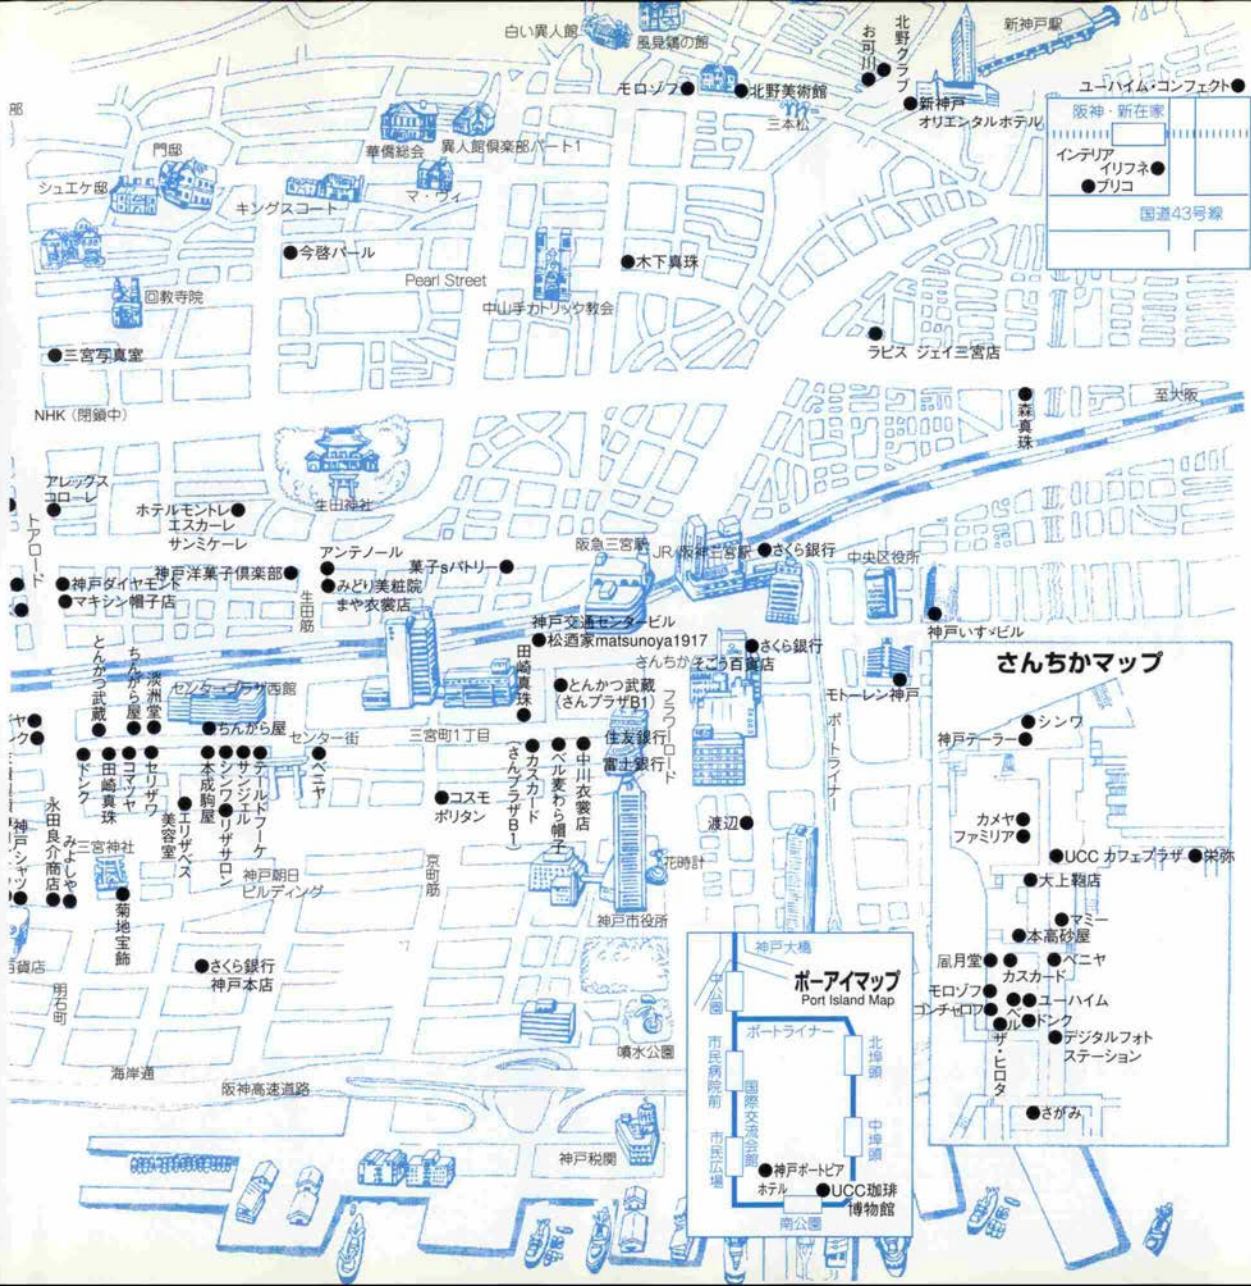 白い異人館
風見鶏の館
お可川
北野グラブ
新神戸駅
モロゾフ
北野美術館
三本松
新神戸
オリエンタルホテル
ユーハイム・コンフェクト
阪神・新在家
インテリア
イリフネ
ブリコ
国道43号線
部
門邸
シュエケ邸
華僑総会
異人館倶楽部パート1
キングスコート
マ・ヴィ
今啓パール
Pearl Street
木下真珠
回教寺院
中山手カトリック教会
三宮写真室
ラピス ジェイ三宮店
NHK（閉鎖中）
森真珠
至大阪
アレックス
コローレ
トアロード
ホテルモントレ
エスカーレ
サンミケーレ
生田神社
アンテノール
菓子sパトリー
阪急三宮駅
JR/阪神三宮駅
さくら銀行
中央区役所
神戸ダイヤモンド
マキシン帽子店
神戸洋菓子倶楽部
みどり美粧院
まや衣裳店
生田筋
神戸交通センタービル
松酒家matsunoya1917
神戸いすゞビル
さんちか
そごう百貨店
さくら銀行
モトーレン神戸
とんかつ武蔵
ちんがら屋
淡洲堂
センタープラザ西館
田崎真珠
とんかつ武蔵
（さんプラザB1）
フラワーロード
ポートライナー
ちんがら屋
センター街
三宮町1丁目
住友銀行
富士銀行
ドンク
田崎真珠
コマツヤ
セリザワ
本成駒屋
シンワ
サンジェル
テールドフーケ
ベニヤ
カスカード
（さんプラザB1）
ベル麦わら帽子
中川衣裳店
コスモ
ポリタン
渡辺
神戸シャツ
永田良介商店
みよしや
三宮神社
美容室
エリザベス
リザサロン
神戸朝日
ビルディング
京町筋
花時計
神戸市役所
菊地宝飾
百貨店
明石町
さくら銀行
神戸本店
海岸通
阪神高速道路
噴水公園
神戸税関
さんちかマップ
シンワ
神戸テーラー
カメヤ
ファミリア
UCC カフェプラザ
栄弥
大上鞄店
マミー
本高砂屋
風月堂
カスカード
ベニヤ
モロゾフ
ユーハイム
ゴンチャロフ
ベル
ドンク
ザ・ヒロタ
デジタルフォト
ステーション
さがみ
神戸大橋
ポーアイマップ
Port Island Map
中公園
ポートライナー
市民病院前
国際交流会館
北埠頭
市民広場
中埠頭
神戸ポートピア
ホテル
UCC珈琲
博物館
南公園